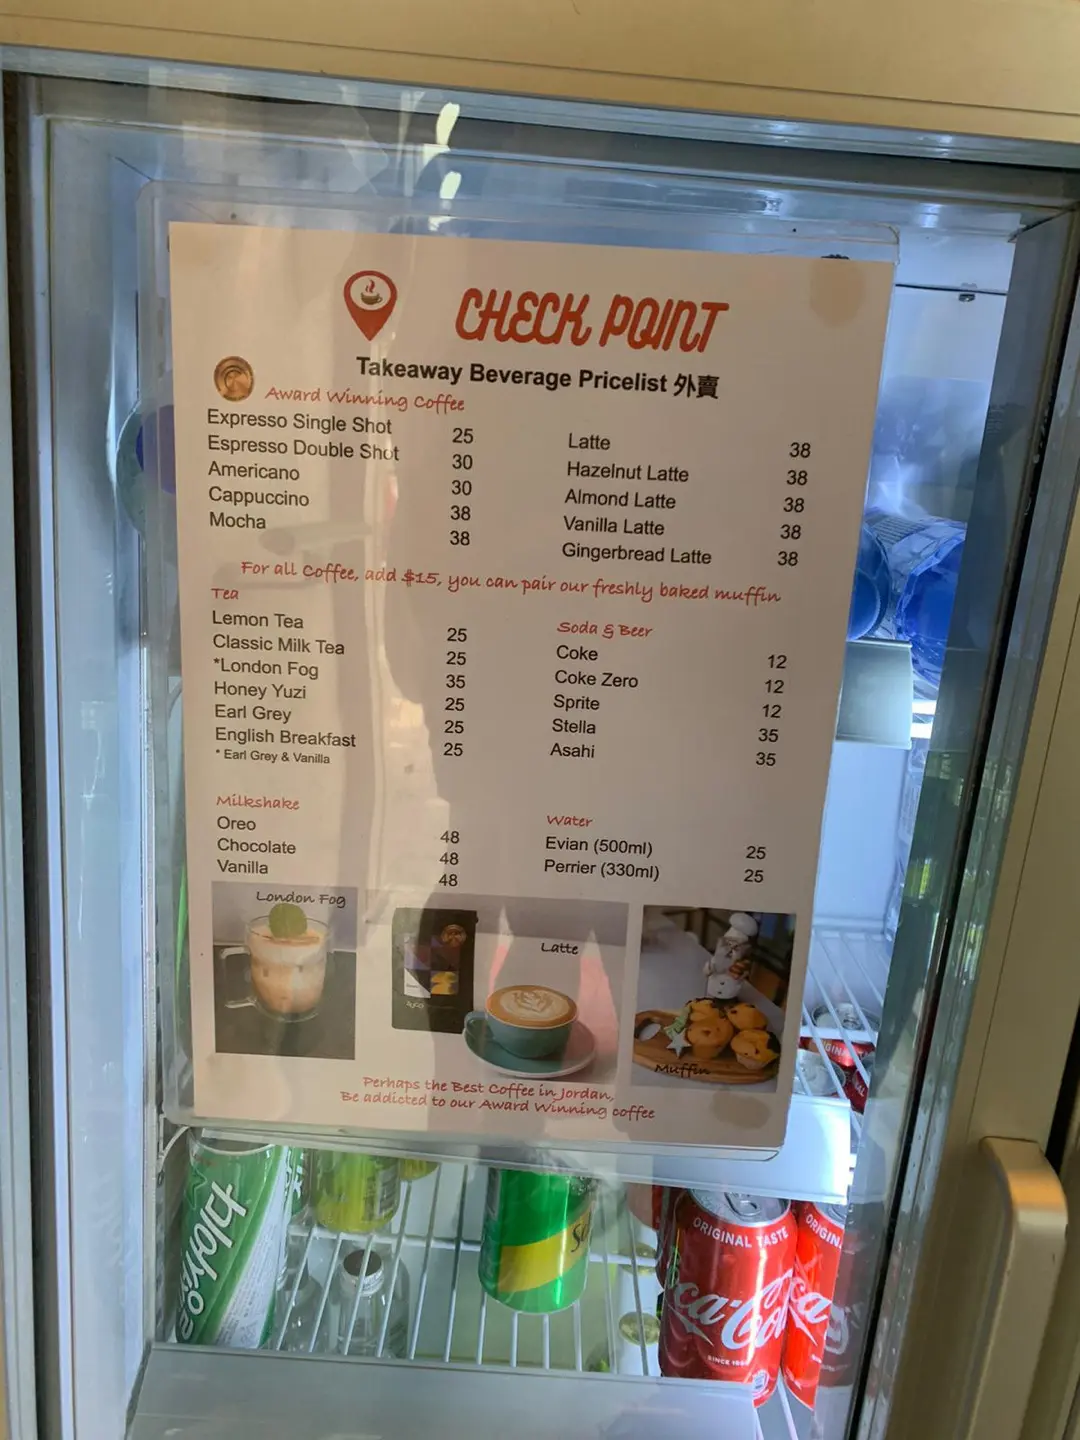 CHECK POINT
Takeaway Beverage Pricelist 外賣
Award Winning Coffee
Expresso Single Shot 25
Espresso Double Shot 30
Americano 30
Cappuccino 38
Mocha 38
Latte 38
Hazelnut Latte 38
Almond Latte 38
Vanilla Latte 38
Gingerbread Latte 38
For all Coffee, add $15, you can pair our freshly baked muffin
Tea
Lemon Tea 25
Classic Milk Tea 25
*London Fog 35
Honey Yuzi 25
Earl Grey 25
English Breakfast 25
* Earl Grey & Vanilla
Soda & Beer
Coke 12
Coke Zero 12
Sprite 12
Stella 35
Asahi 35
Milkshake
Oreo 48
Chocolate 48
Vanilla 48
Water
Evian (500ml) 25
Perrier (330ml) 25
London Fog
Latte
Muffin
Perhaps the Best Coffee in Jordan,
Be addicted to our Award Winning coffee
ORIGINAL TASTE
Coca-Cola